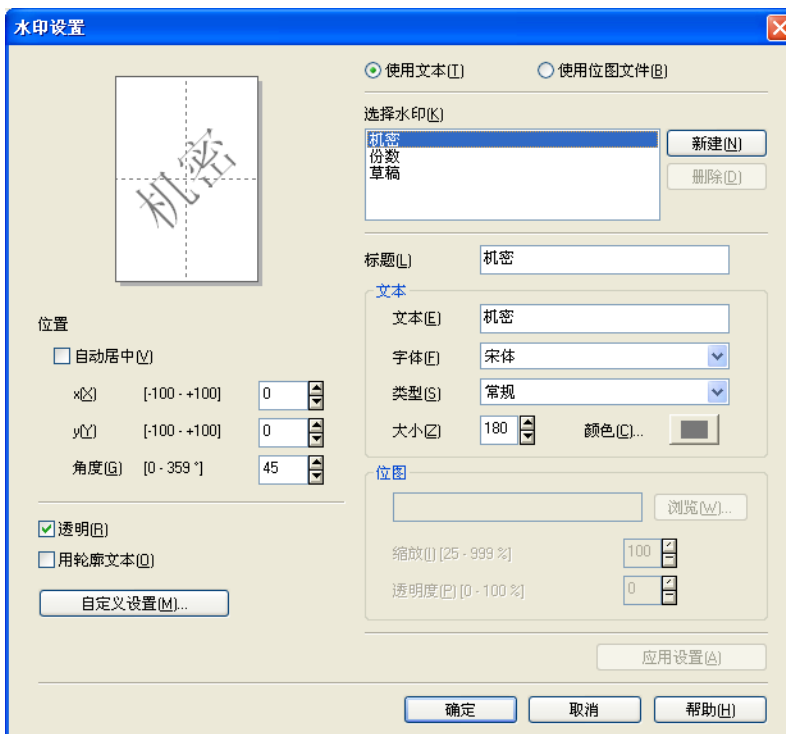 水印设置
机密
使用文本(T) 使用位图文件(B)
选择水印(K)
机密
份数
草稿
新建(N)
删除(D)
标题(L) 机密
文本
文本(E) 机密
字体(F) 宋体
类型(S) 常规
大小(Z) 180 颜色(C)...
位置
自动居中(V)
x(X) [-100 - +100] 0
y(Y) [-100 - +100] 0
角度(G) [0 - 359 °] 45
位图
浏览(W)...
缩放(I) [25 - 999 %] 100
透明度(P) [0 - 100 %] 0
透明(R)
用轮廓文本(O)
自定义设置(M)...
应用设置(A)
确定 取消 帮助(H)